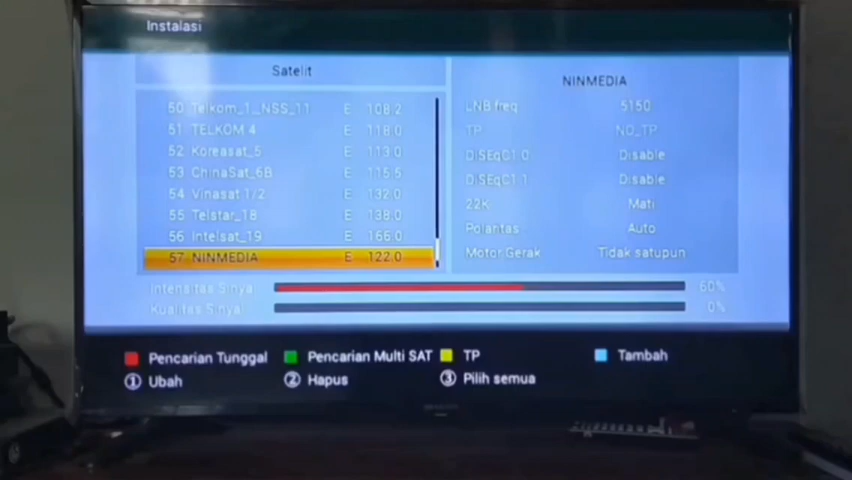 Instalasi
Satelit
50 Telkom_1_NSS_11 E 108.2
51 TELKOM 4 E 118.0
52 Koreasat_5 E 113.0
53 ChinaSat_6B E 115.5
54 Vinasat 1/2 E 132.0
55 Telstar_18 E 138.0
56 Intelsat_19 E 166.0
57 NINMEDIA E 122.0
NINMEDIA
LNB freq 5150
TP NO_TP
DiSEqC1.0 Disable
DiSEqC1.1 Disable
22K Mati
Polaritas Auto
Motor Gerak Tidak satupun
Intensitas Sinyal 60%
Kualitas Sinyal 0%
Pencarian Tunggal Pencarian Multi SAT TP Tambah
① Ubah ② Hapus ③ Pilih semua